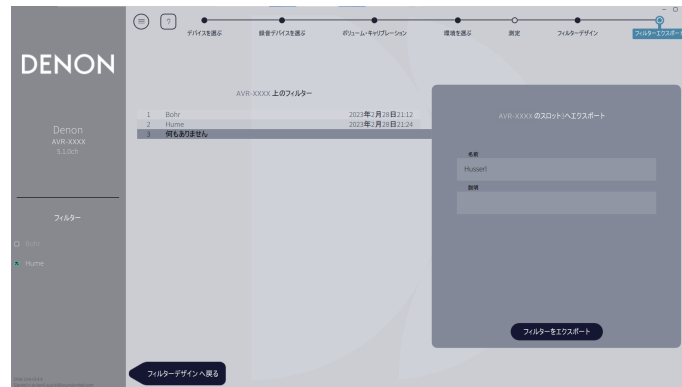 ?
デバイスを選ぶ
録音デバイスを選ぶ
ボリューム・キャリブレーション
環境を選ぶ
測定
フィルターデザイン
フィルターエクスポート
DENON
Denon
AVR-XXXX
5.1.0ch
フィルター
Bohr
Hume
AVR-XXXX 上のフィルター
1 Bohr 2023年2月28日21:12
2 Hume 2023年2月28日21:24
3 何もありません
AVR-XXXX のスロット3へエクスポート
名前
Husserl
説明
フィルターをエクスポート
フィルターデザインへ戻る